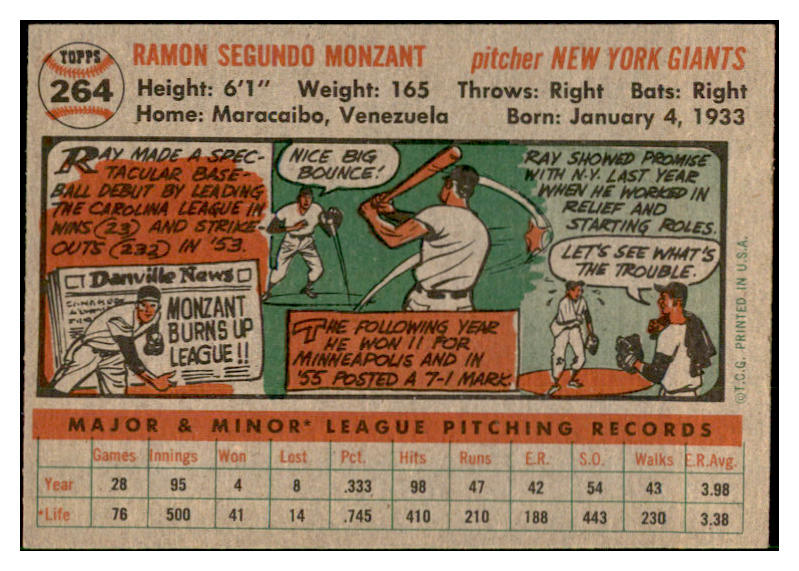 TOPPS
264
RAMON SEGUNDO MONZANT
pitcher NEW YORK GIANTS
Height: 6'1" Weight: 165 Throws: Right Bats: Right
Home: Maracaibo, Venezuela Born: January 4, 1933
RAY MADE A SPEC-
TACULAR BASE-
BALL DEBUT BY LEADING
THE CAROLINA LEAGUE IN
WINS (23) AND STRIKE-
OUTS (232) IN '53.
Danville News
MONZANT
BURNS UP
LEAGUE!!
NICE BIG
BOUNCE!
THE FOLLOWING YEAR
HE WON 11 FOR
MINNEAPOLIS AND IN
'55 POSTED A 7-1 MARK.
RAY SHOWED PROMISE
WITH N.Y. LAST YEAR
WHEN HE WORKED IN
RELIEF AND
STARTING ROLES.
LET'S SEE WHAT'S
THE TROUBLE.
©T.C.G. PRINTED IN U.S.A.
MAJOR & MINOR* LEAGUE PITCHING RECORDS
Games Innings Won Lost Pct. Hits Runs E.R. S.O. Walks E.R.Avg.
Year 28 95 4 8 .333 98 47 42 54 43 3.98
*Life 76 500 41 14 .745 410 210 188 443 230 3.38